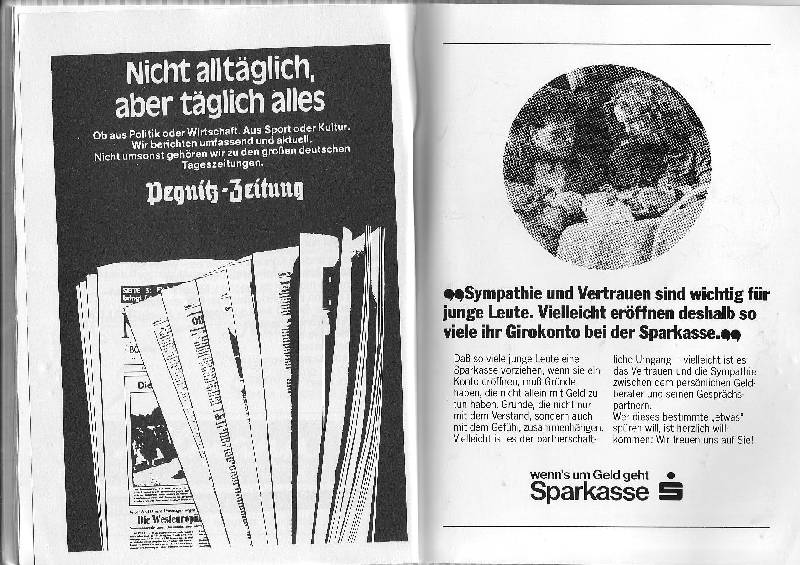 Nicht alltäglich,
aber täglich alles
Ob aus Politik oder Wirtschaft. Aus Sport oder Kultur.
Wir berichten umfassend und aktuell.
Nicht umsonst gehören wir zu den großen deutschen
Tageszeitungen.
Pegnitz-Zeitung
SEITE 3:
bringt
Die
Die Westeuropä
Sympathie und Vertrauen sind wichtig für
junge Leute. Vielleicht eröffnen deshalb so
viele ihr Girokonto bei der Sparkasse.
Daß so viele junge Leute eine
Sparkasse vorziehen, wenn sie ein
Konto eröffnen, muß Gründe
haben, die nicht allein mit Geld zu
tun haben. Gründe, die nicht nur
mit dem Verstand, sondern auch
mit dem Gefühl, zusammenhängen.
Vielleicht ist es der partnerschaft-
liche Umgang – vielleicht ist es
das Vertrauen und die Sympathie
zwischen dem persönlichen Geld-
berater und seinen Gesprächs-
partnern.
Wer dieses bestimmte „etwas"
spüren will, ist herzlich will-
kommen: Wir freuen uns auf Sie!
wenn's um Geld geht
Sparkasse